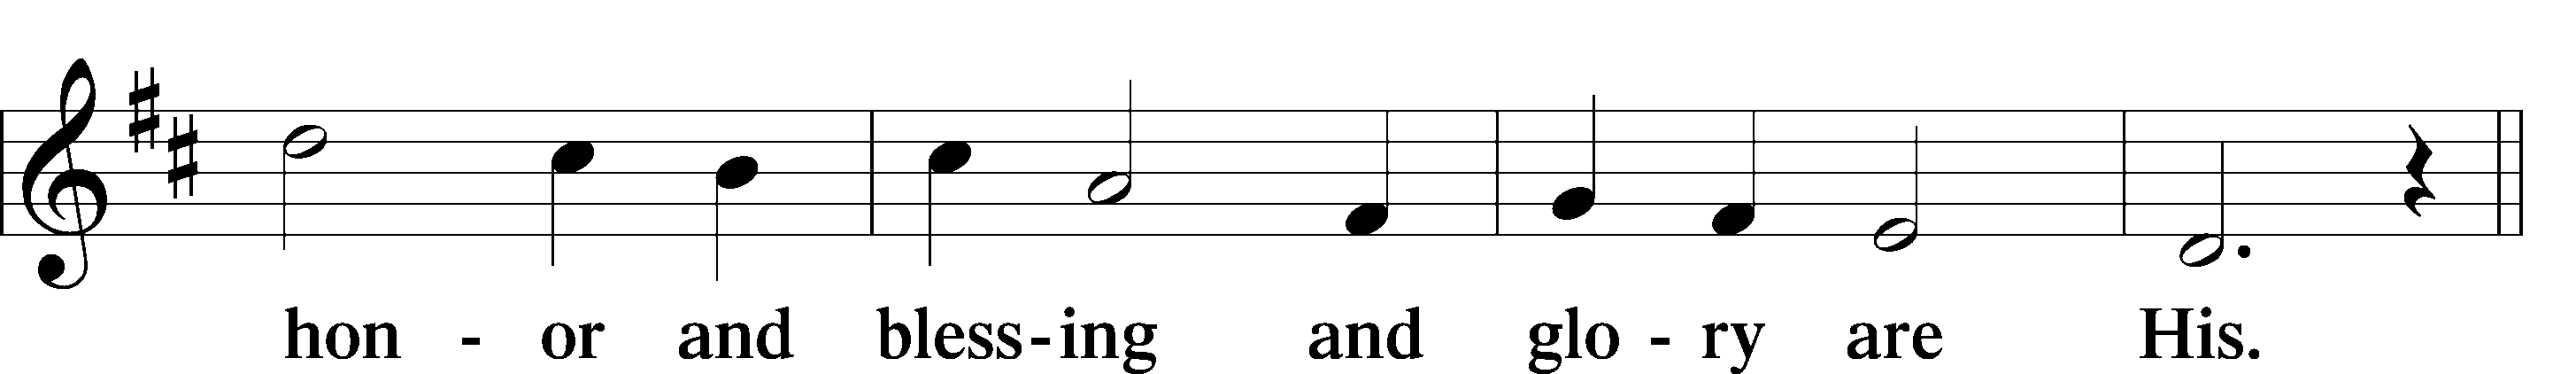 hon - or and bless-ing and glo - ry are His.